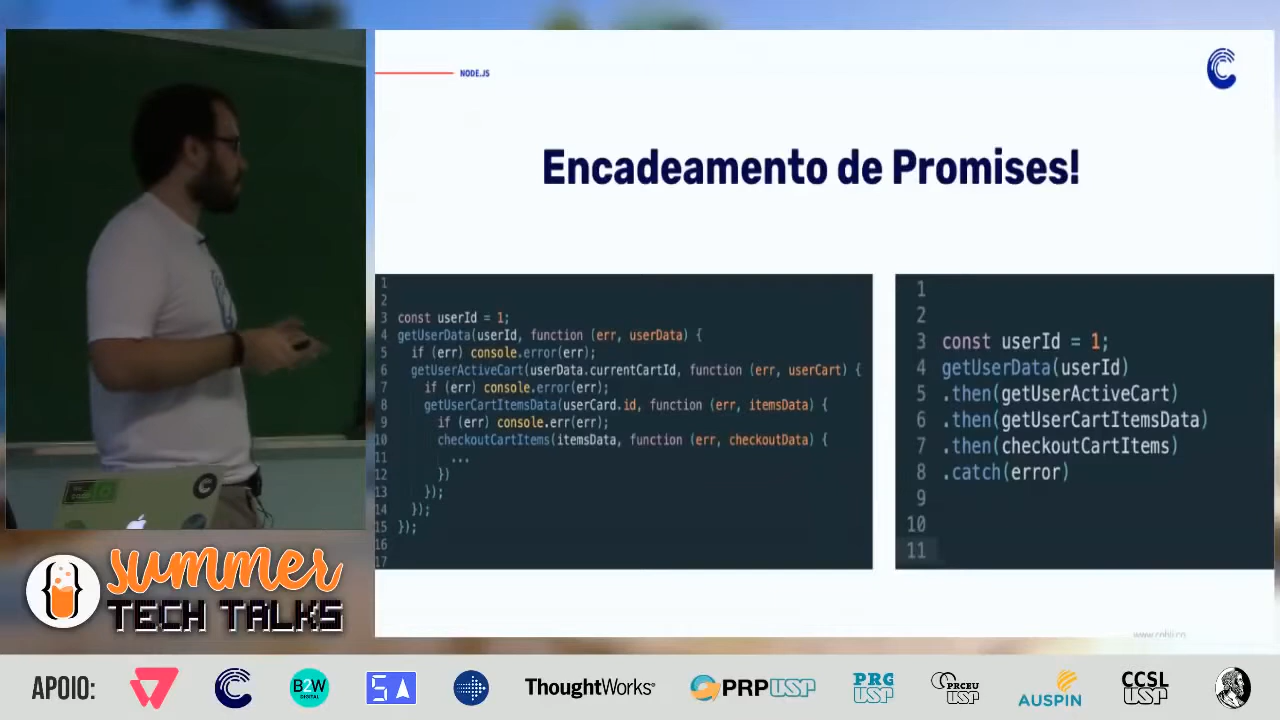 NODE.JS
Encadeamento de Promises!
1
2
3 const userId = 1;
4 getUserData(userId, function (err, userData) {
5 if (err) console.error(err);
6 getUserActiveCart(userData.currentCartId, function (err, userCart) {
7 if (err) console.error(err);
8 getUserCartItemsData(userCard.id, function (err, itemsData) {
9 if (err) console.err(err);
10 checkoutCartItems(itemsData, function (err, checkoutData) {
11 ...
12 })
13 });
14 });
15 });
16
17
1
2
3 const userId = 1;
4 getUserData(userId)
5 .then(getUserActiveCart)
6 .then(getUserCartItemsData)
7 .then(checkoutCartItems)
8 .catch(error)
9
10
11
summer
TECH TALKS
APOIO:
B2W
DIGITAL
ThoughtWorks
PRPUSP
PRG
USP
PRCEU
USP
AUSPIN
CCSL
USP